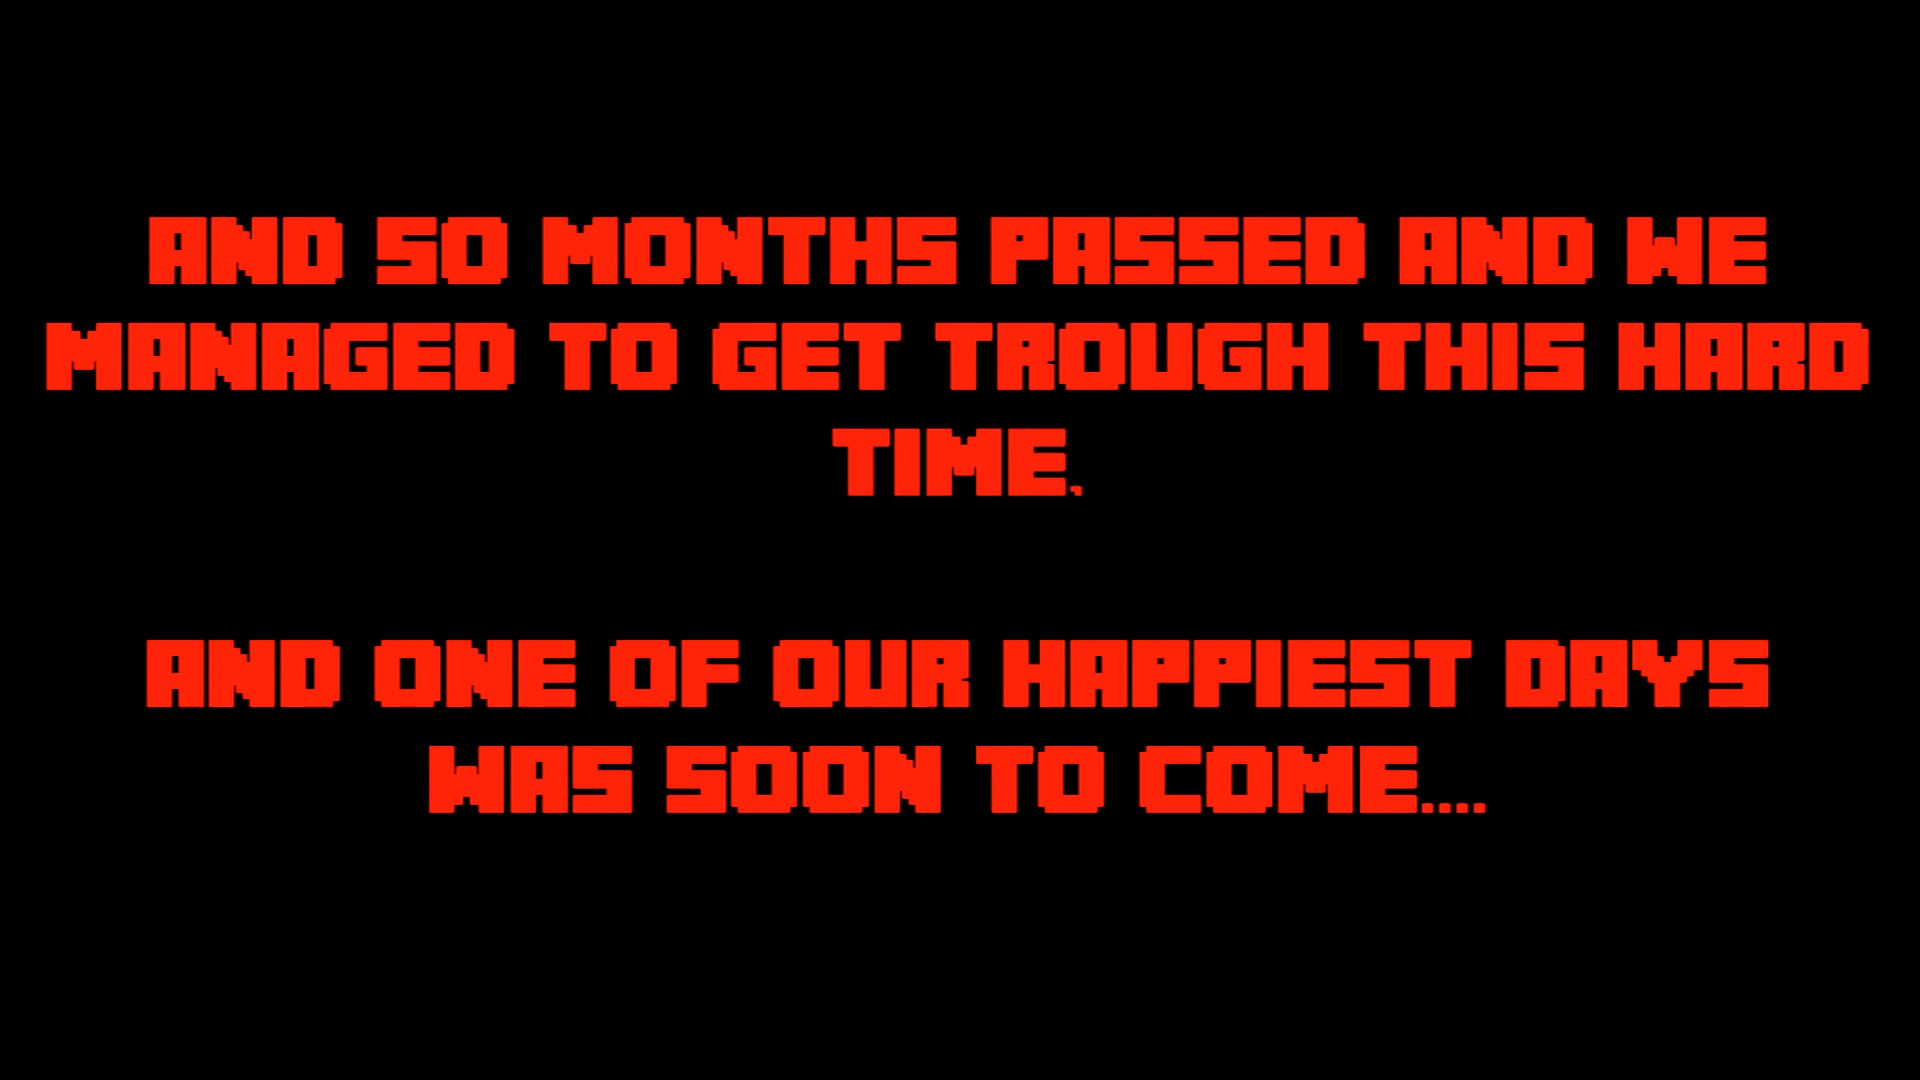 AND SO MONTHS PASSED AND WE
MANAGED TO GET TROUGH THIS HARD
TIME,
AND ONE OF OUR HAPPIEST DAYS
WAS SOON TO COME....